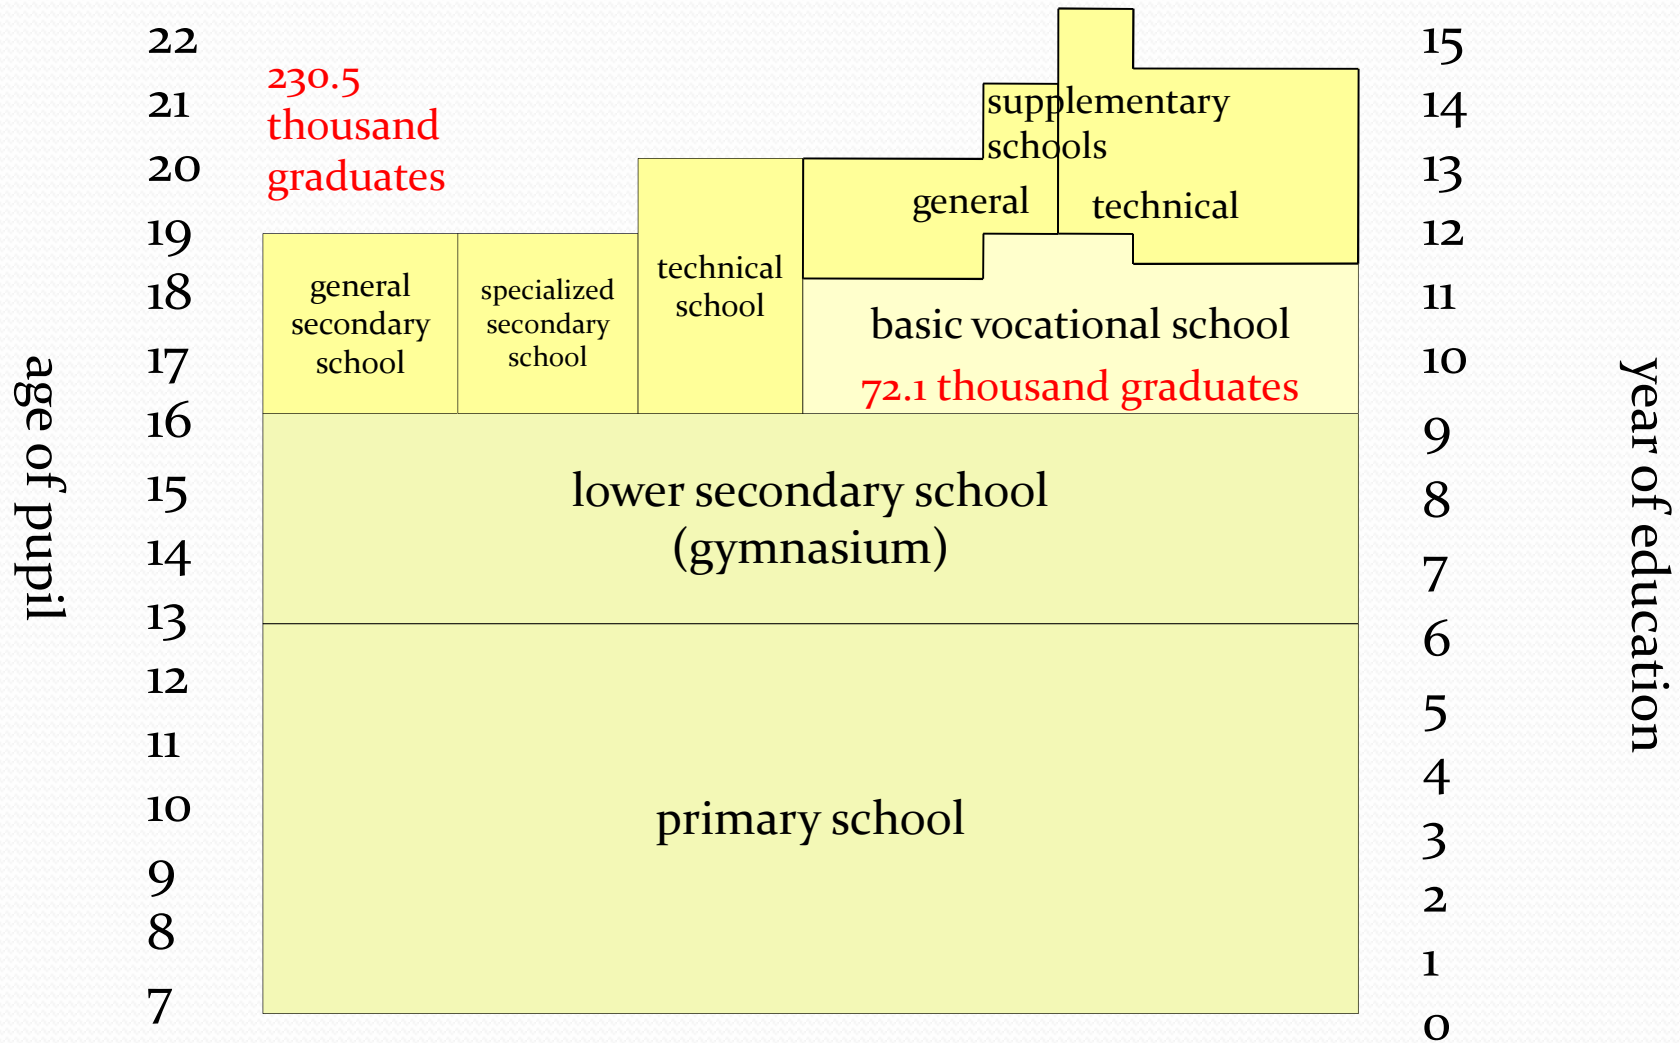 age of pupil
22
21
20
19
18
17
16
15
14
13
12
11
10
9
8
7
230.5
thousand
graduates
general
secondary
school
specialized
secondary
school
technical
school
supplementary
schools
general
technical
basic vocational school
72.1 thousand graduates
lower secondary school
(gymnasium)
primary school
15
14
13
12
11
10
9
8
7
6
5
4
3
2
1
0
year of education